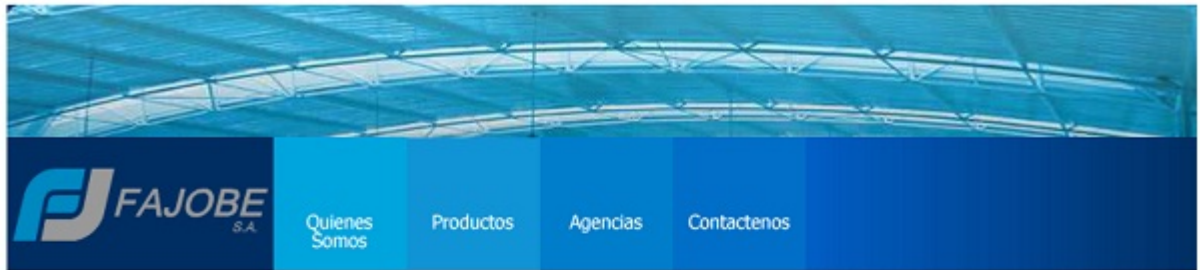 FAJOBE
S.A.
Quienes
Somos
Productos
Agencias
Contactenos